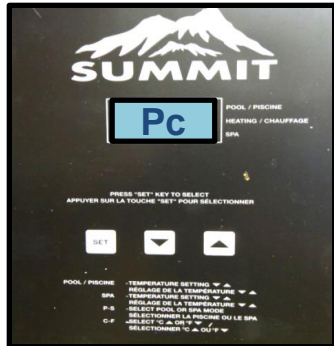 SUMMIT
Pc
POOL / PISCINE
HEATING / CHAUFFAGE
SPA
PRESS "SET" KEY TO SELECT
APPUYER SUR LA TOUCHE "SET" POUR SÉLECTIONNER
SET
POOL / PISCINE - TEMPERATURE SETTING
RÉGLAGE DE LA TEMPÉRATURE
SPA - TEMPERATURE SETTING
RÉGLAGE DE LA TEMPÉRATURE
P-S - SELECT POOL OR SPA MODE
SÉLECTIONNER LA PISCINE OU LE SPA
C-F - SELECT °C ▲ OR °F ▼ /
SÉLECTIONNER °C ▲ OU °F ▼